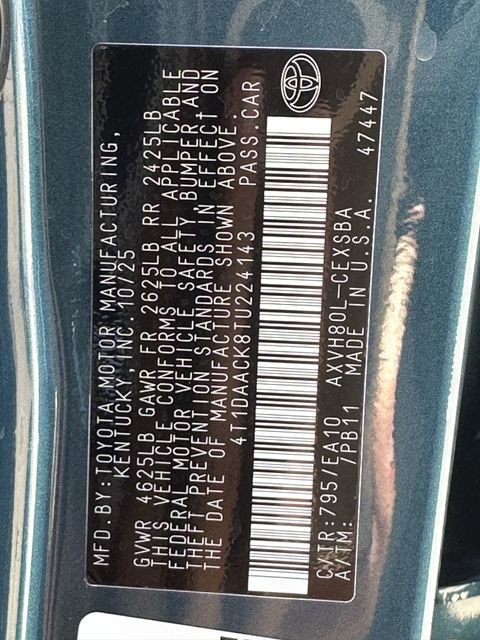 MFD.BY:TOYOTA MOTOR MANUFACTURING,
KENTUCKY, INC. 10/25
GVWR 4625LB GAWR FR 2625LB RR 2425LB
THIS VEHICLE CONFORMS TO ALL APPLICABLE
FEDERAL MOTOR VEHICLE SAFETY, BUMPER AND
THEFT PREVENTION STANDARDS IN EFFECT ON
THE DATE OF MANUFACTURE SHOWN ABOVE.
4T1DAACK8TU224143 PASS.CAR
C/TR:795/EA10 AXVH80L-CEXSBA
A/TM: 7PB11 MADE IN U.S.A. 47447